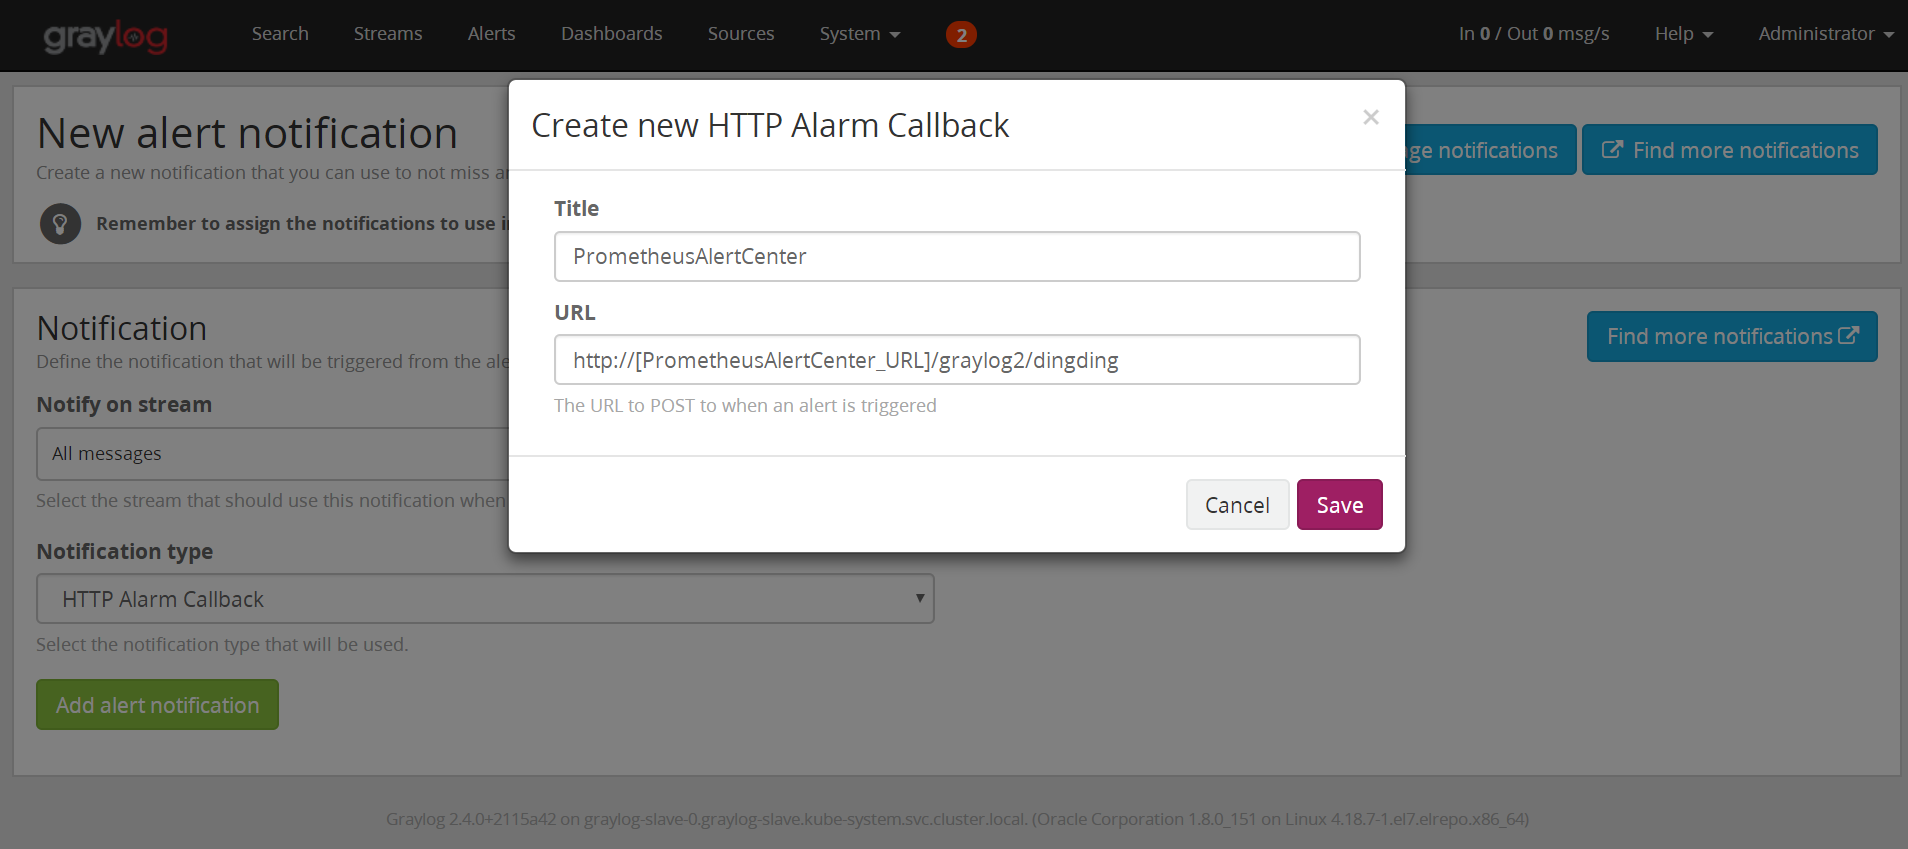 graylog Search Streams Alerts Dashboards Sources System 2 In 0 / Out 0 msg/s Help Administrator
Create new HTTP Alarm Callback ×
New alert notification
Create a new notification that you can use to not miss
Remember to assign the notifications to use
ge notifications Find more notifications
Title
PrometheusAlertCenter
URL
http://[PrometheusAlertCenter_URL]/graylog2/dingding
The URL to POST to when an alert is triggered
Cancel Save
Notification
Define the notification that will be triggered from the
Find more notifications
Notify on stream
All messages
Select the stream that should use this notification when
Notification type
HTTP Alarm Callback
Select the notification type that will be used.
Add alert notification
Graylog 2.4.0+2115a42 on graylog-slave-0.graylog-slave.kube-system.svc.cluster.local. (Oracle Corporation 1.8.0_151 on Linux 4.18.7-1.el7.elrepo.x86_64)